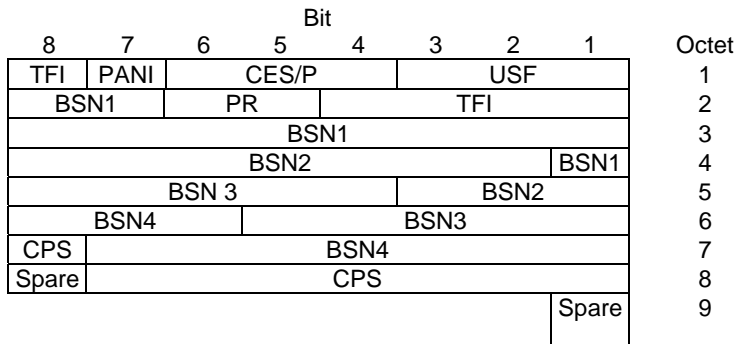 Bit
8 7 6 5 4 3 2 1 Octet
TFI PANI CES/P USF 1
BSN1 PR TFI 2
BSN1 3
BSN2 BSN1 4
BSN 3 BSN2 5
BSN4 BSN3 6
CPS BSN4 7
Spare CPS 8
Spare 9